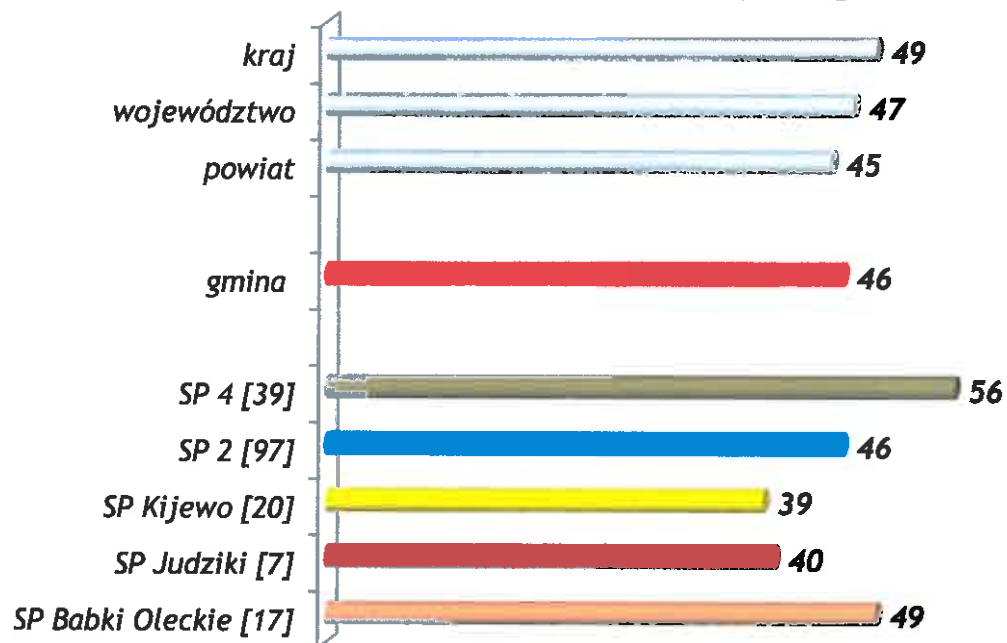 kraj 49
województwo 47
powiat 45
gmina 46
SP 4 [39] 56
SP 2 [97] 46
SP Kijewo [20] 39
SP Judziki [7] 40
SP Babki Oleckie [17] 49